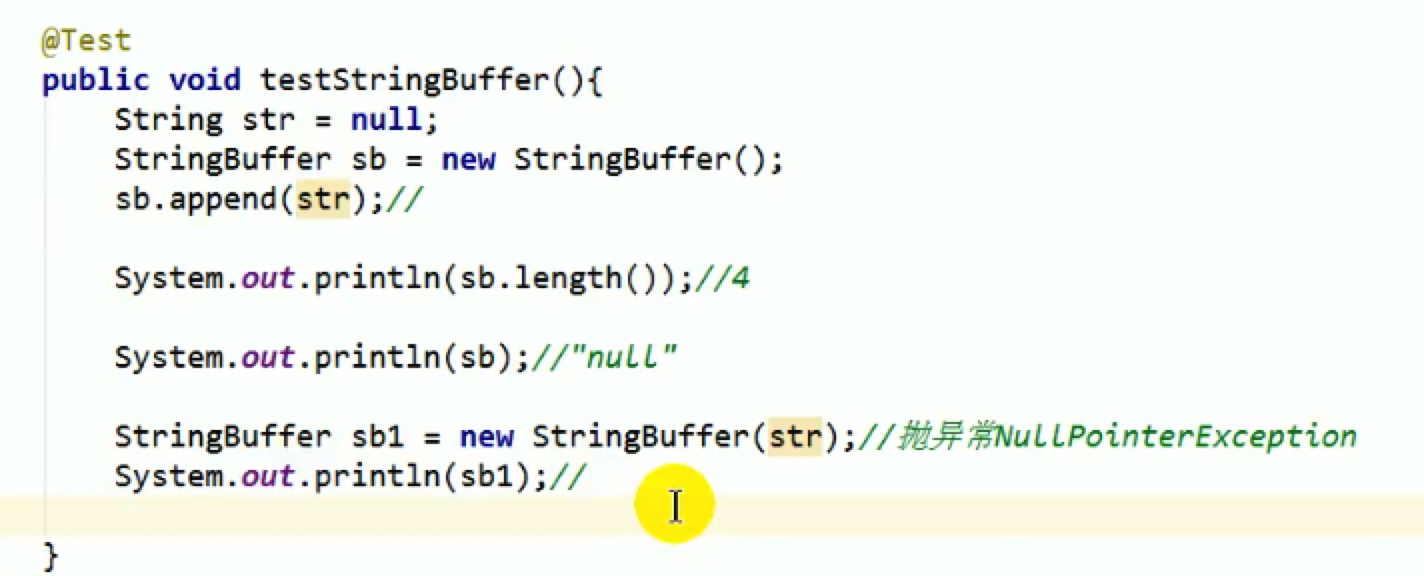 @Test
public void testStringBuffer(){
String str = null;
StringBuffer sb = new StringBuffer();
sb.append(str);//
System.out.println(sb.length());//4
System.out.println(sb);//"null"
StringBuffer sb1 = new StringBuffer(str);//抛异常NullPointerException
System.out.println(sb1);//
}